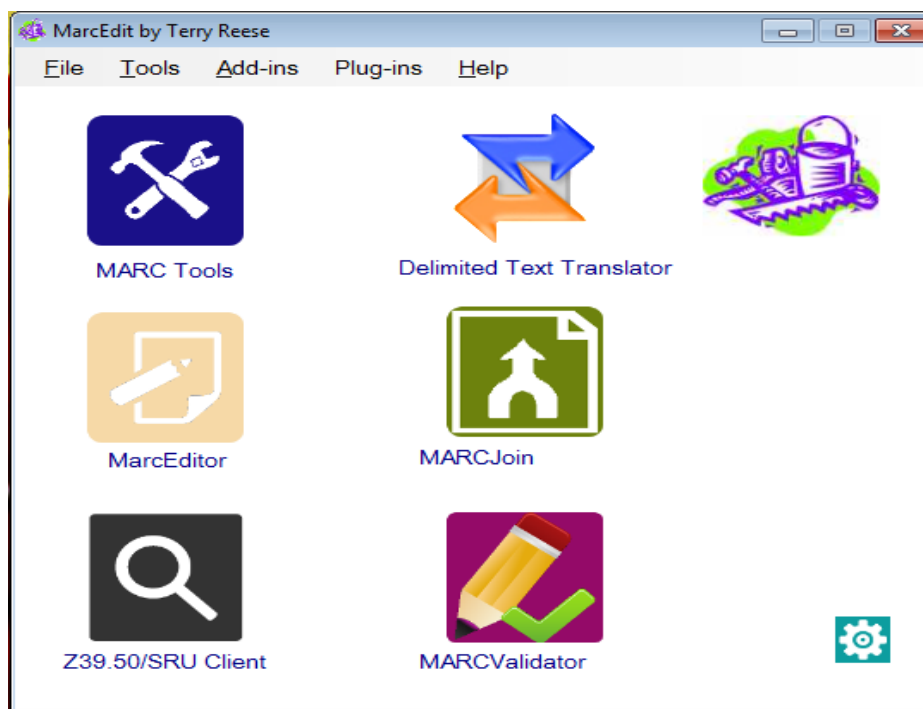 MarcEdit by Terry Reese
File Tools Add-ins Plug-ins Help
MARC Tools
Delimited Text Translator
MarcEditor
MARCJoin
Z39.50/SRU Client
MARCValidator